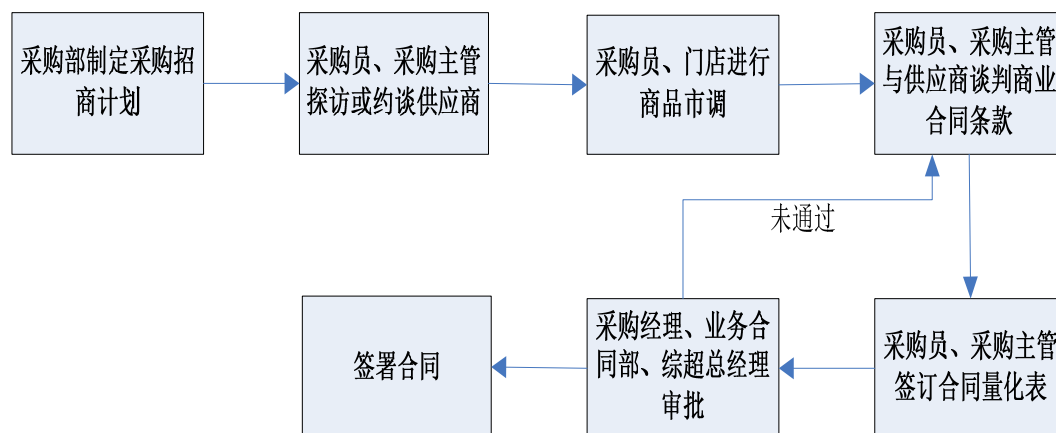 采购部制定采购招
商计划
采购员、采购主管
探访或约谈供应商
采购员、门店进行
商品市调
采购员、采购主管
与供应商谈判商业
合同条款
未通过
签署合同
采购经理、业务合
同部、综超总经理
审批
采购员、采购主管
签订合同量化表